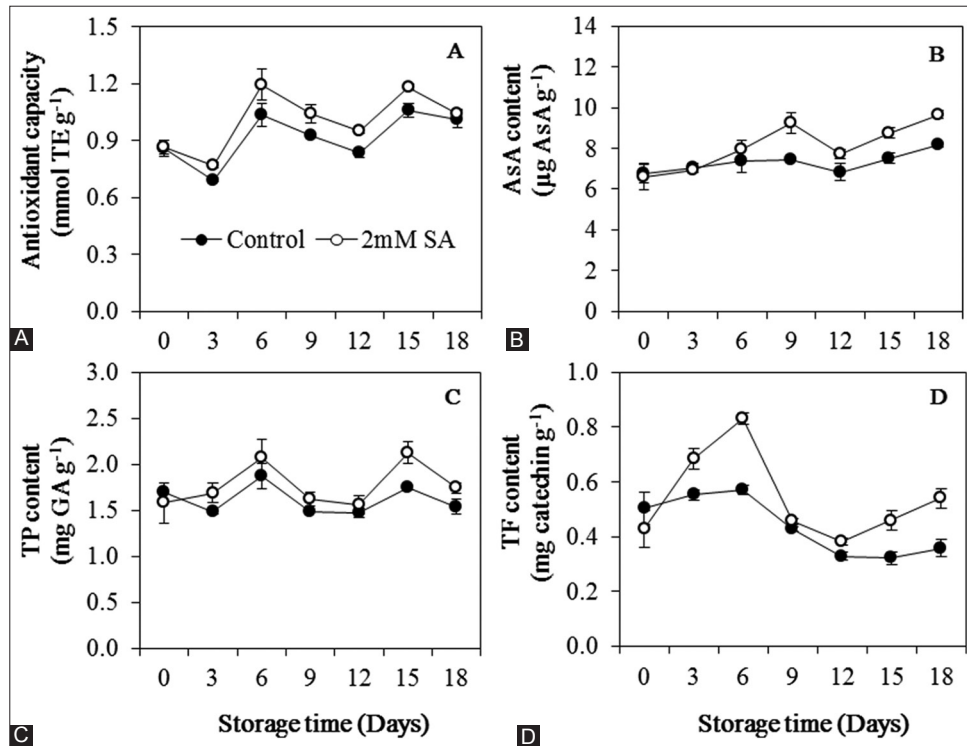 Antioxidant capacity
(mmol TE g-1)
1.5
1.2
0.9
0.6
0.3
0.0
A
Control
2mM SA
0 3 6 9 12 15 18
A
AsA content
(µg AsA g-1)
14
12
10
8
6
4
2
0
B
0 3 6 9 12 15 18
B
TP content
(mg GA g-1)
3.0
2.5
2.0
1.5
1.0
0.5
0.0
C
0 3 6 9 12 15 18
Storage time (Days)
C
TF content
(mg catechin g-1)
1.0
0.8
0.6
0.4
0.2
0.0
D
0 3 6 9 12 15 18
Storage time (Days)
D